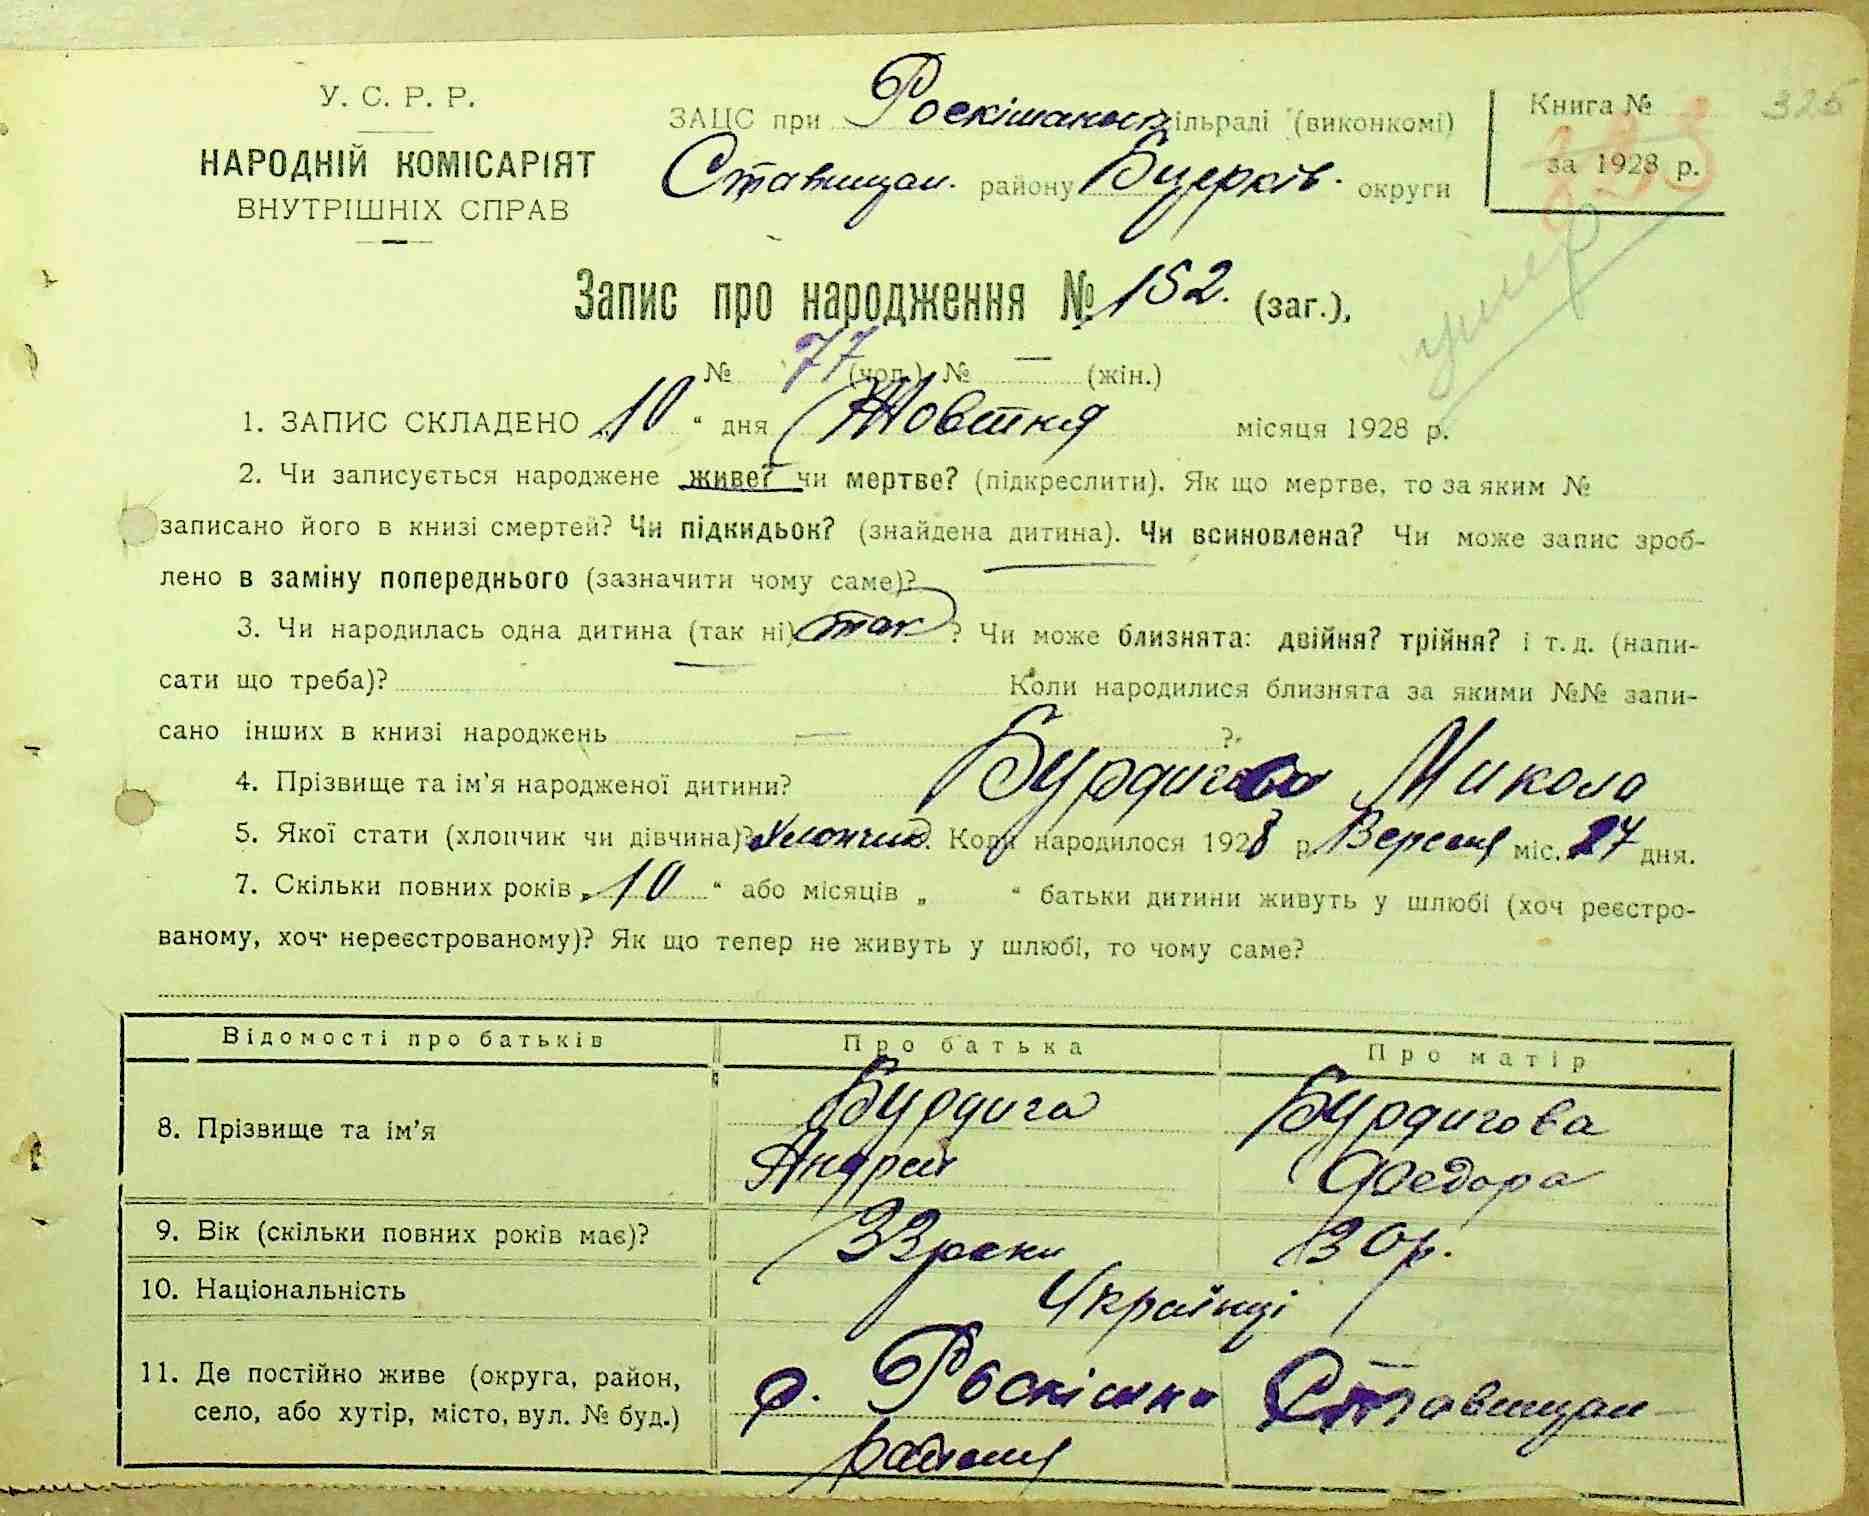 У. С. Р. Р.
НАРОДНІЙ КОМІСАРІЯТ
ВНУТРІШНІХ СПРАВ
ЗАЦС при Роскішанськ ільраді (виконкомі)
Ставищан. району Бцерків. округи
Книга №
за 1928 р.
325
умер
Запис про народження № 152. (заг.),
№ 77 (чол.) № — (жін.)
1. ЗАПИС СКЛАДЕНО „10“ дня Жовтня місяця 1928 р.
2. Чи записується народжене живе? чи мертве? (підкреслити). Як що мертве, то за яким №
записано його в книзі смертей? Чи підкидьок? (знайдена дитина). Чи всиновлена? Чи може запис зроб-
лено в заміну попереднього (зазначити чому саме)?
3. Чи народилась одна дитина (так ні) так? Чи може близнята: двійня? трійня? і т. д. (напи-
сати що треба)? Коли народилися близнята за якими №№ запи-
сано інших в книзі народжень — ?
4. Прізвище та ім'я народженої дитини? Микола
5. Якої стати (хлопчик чи дівчина)? Хлопчик. Коли народилося 1928 р. Вересня міс. 27 дня.
7. Скільки повних років „10“ або місяців „ “ батьки дитини живуть у шлюбі (хоч реєстро-
ваному, хоч нереєстрованому)? Як що тепер не живуть у шлюбі, то чому саме?
Відомості про батьків Про батька Про матір
8. Прізвище та ім'я Бурдига Бурдигова
Андрей Федора
9. Вік (скільки повних років має)? 33 роки 30 р.
10. Національність Українці
11. Де постійно живе (округа, район, село, або хутір, місто, вул. № буд.) с. Роскішна Ставищан
району